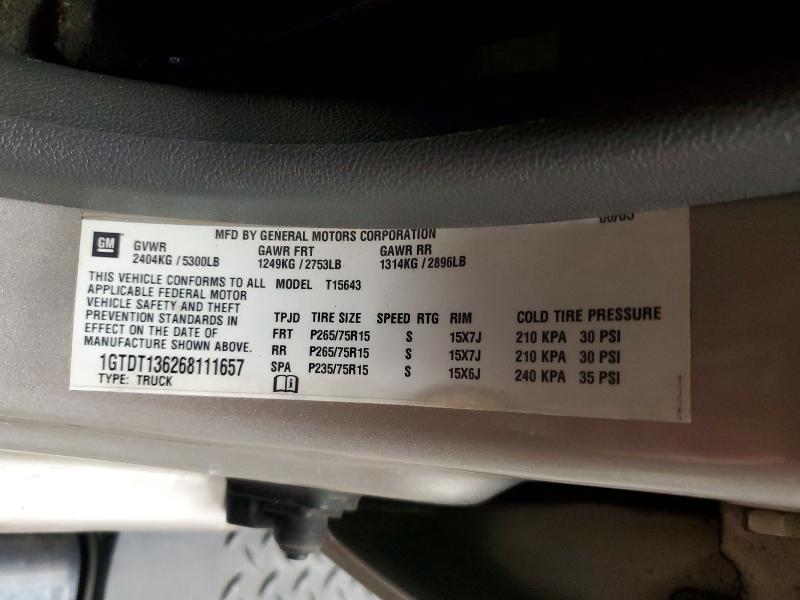 MFD BY GENERAL MOTORS CORPORATION
GM
GVWR GAWR FRT GAWR RR
2404KG / 5300LB 1249KG / 2753LB 1314KG / 2896LB
THIS VEHICLE CONFORMS TO ALL
APPLICABLE FEDERAL MOTOR
VEHICLE SAFETY AND THEFT
PREVENTION STANDARDS IN
EFFECT ON THE DATE OF
MANUFACTURE SHOWN ABOVE.
1GTDT136268111657
TYPE: TRUCK
MODEL T15643
TPJD TIRE SIZE SPEED RTG RIM COLD TIRE PRESSURE
FRT P265/75R15 S 15X7J 210 KPA 30 PSI
RR P265/75R15 S 15X7J 210 KPA 30 PSI
SPA P235/75R15 S 15X6J 240 KPA 35 PSI